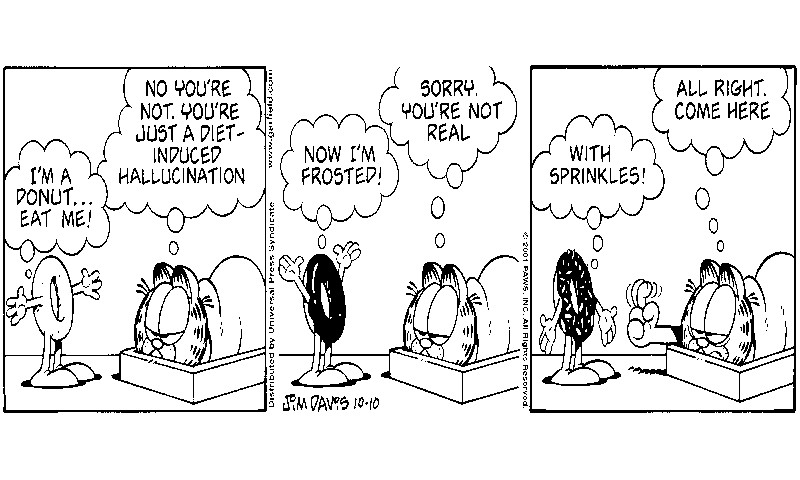 I'M A
DONUT...
EAT ME!
NO YOU'RE
NOT. YOU'RE
JUST A DIET-
INDUCED
HALLUCINATION
www.garfield.com
Distributed by Universal Press Syndicate
NOW I'M
FROSTED!
SORRY.
YOU'RE NOT
REAL
JIM DAVIS 10-10
© 2001 PAWS, INC. All Rights Reserved.
WITH
SPRINKLES!
ALL RIGHT.
COME HERE